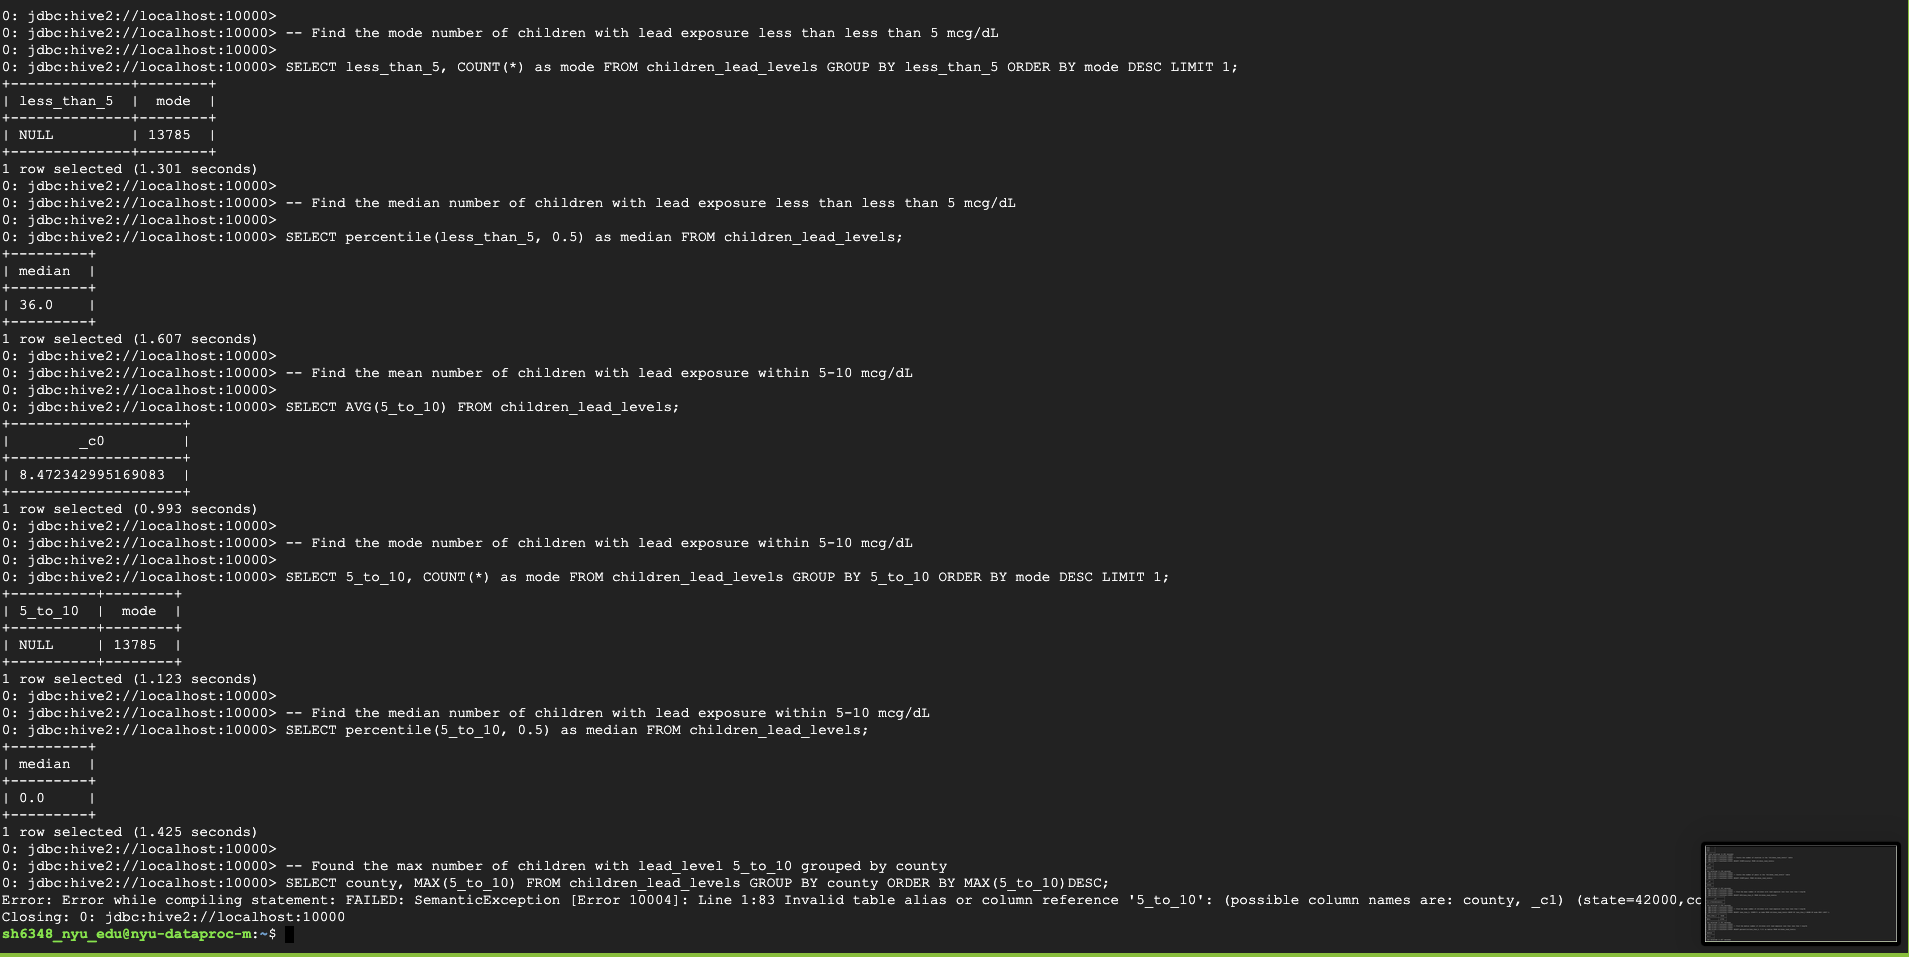 0: jdbc:hive2://localhost:10000>
0: jdbc:hive2://localhost:10000> -- Find the mode number of children with lead exposure less than less than 5 mcg/dL
0: jdbc:hive2://localhost:10000>
0: jdbc:hive2://localhost:10000> SELECT less_than_5, COUNT(*) as mode FROM children_lead_levels GROUP BY less_than_5 ORDER BY mode DESC LIMIT 1;
+--------------+--------+
| less_than_5  |  mode  |
+--------------+--------+
| NULL         | 13785  |
+--------------+--------+
1 row selected (1.301 seconds)
0: jdbc:hive2://localhost:10000>
0: jdbc:hive2://localhost:10000> -- Find the median number of children with lead exposure less than less than 5 mcg/dL
0: jdbc:hive2://localhost:10000>
0: jdbc:hive2://localhost:10000> SELECT percentile(less_than_5, 0.5) as median FROM children_lead_levels;
+---------+
| median  |
+---------+
| 36.0    |
+---------+
1 row selected (1.607 seconds)
0: jdbc:hive2://localhost:10000>
0: jdbc:hive2://localhost:10000> -- Find the mean number of children with lead exposure within 5-10 mcg/dL
0: jdbc:hive2://localhost:10000>
0: jdbc:hive2://localhost:10000> SELECT AVG(5_to_10) FROM children_lead_levels;
+--------------------+
|        _c0         |
+--------------------+
| 8.472342995169083  |
+--------------------+
1 row selected (0.993 seconds)
0: jdbc:hive2://localhost:10000>
0: jdbc:hive2://localhost:10000> -- Find the mode number of children with lead exposure within 5-10 mcg/dL
0: jdbc:hive2://localhost:10000>
0: jdbc:hive2://localhost:10000> SELECT 5_to_10, COUNT(*) as mode FROM children_lead_levels GROUP BY 5_to_10 ORDER BY mode DESC LIMIT 1;
+----------+--------+
| 5_to_10  |  mode  |
+----------+--------+
| NULL     | 13785  |
+----------+--------+
1 row selected (1.123 seconds)
0: jdbc:hive2://localhost:10000>
0: jdbc:hive2://localhost:10000> -- Find the median number of children with lead exposure within 5-10 mcg/dL
0: jdbc:hive2://localhost:10000> SELECT percentile(5_to_10, 0.5) as median FROM children_lead_levels;
+---------+
| median  |
+---------+
| 0.0     |
+---------+
1 row selected (1.425 seconds)
0: jdbc:hive2://localhost:10000>
0: jdbc:hive2://localhost:10000> -- Found the max number of children with lead_level 5_to_10 grouped by county
0: jdbc:hive2://localhost:10000> SELECT county, MAX(5_to_10) FROM children_lead_levels GROUP BY county ORDER BY MAX(5_to_10)DESC;
Error: Error while compiling statement: FAILED: SemanticException [Error 10004]: Line 1:83 Invalid table alias or column reference '5_to_10': (possible column names are: county, _c1) (state=42000,co
Closing: 0: jdbc:hive2://localhost:10000
sh6348_nyu_edu@nyu-dataproc-m:~$